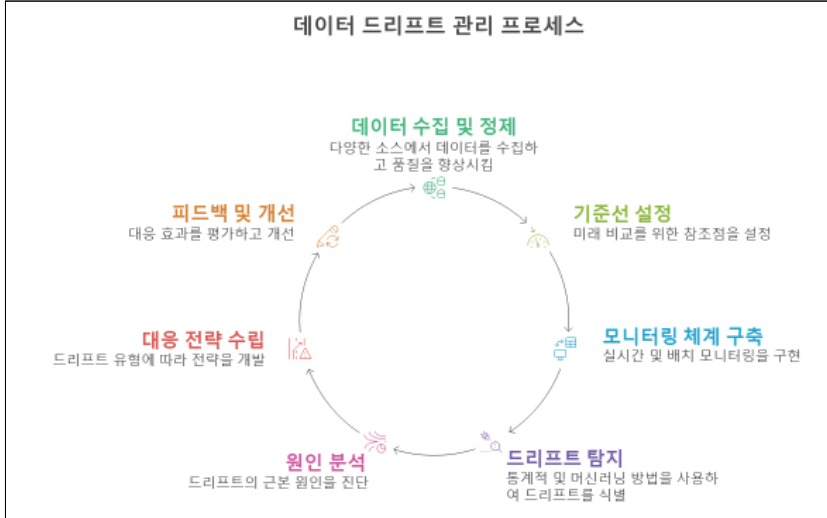 데이터 드리프트 관리 프로세스
데이터 수집 및 정제
다양한 소스에서 데이터를 수집하
고 품질을 향상시킴
기준선 설정
미래 비교를 위한 참조점을 설정
모니터링 체계 구축
실시간 및 배치 모니터링을 구현
드리프트 탐지
통계적 및 머신러닝 방법을 사용하
여 드리프트를 식별
원인 분석
드리프트의 근본 원인을 진단
대응 전략 수립
드리프트 유형에 따라 전략을 개발
피드백 및 개선
대응 효과를 평가하고 개선